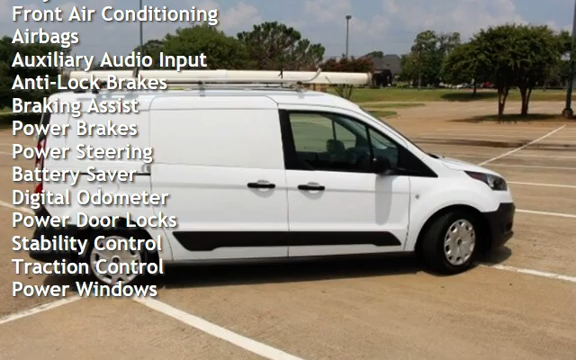 Front Air Conditioning
Airbags
Auxiliary Audio Input
Anti-Lock Brakes
Braking Assist
Power Brakes
Power Steering
Battery Saver
Digital Odometer
Power Door Locks
Stability Control
Traction Control
Power Windows